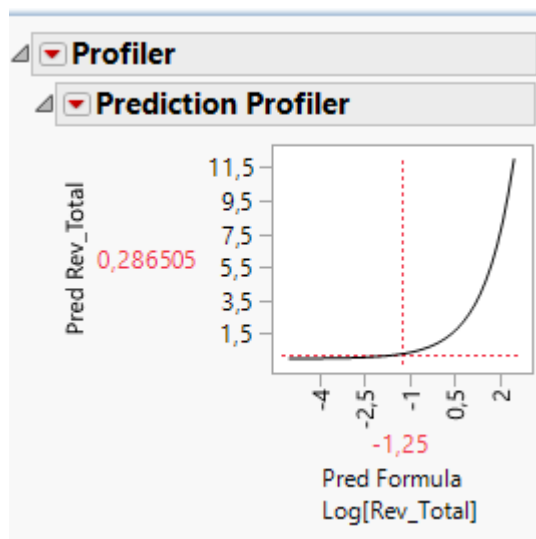 Profiler
Prediction Profiler
Pred Rev_Total
0,286505
11,5
9,5
7,5
5,5
3,5
1,5
-4
-2,5
-1
0,5
2
-1,25
Pred Formula
Log[Rev_Total]